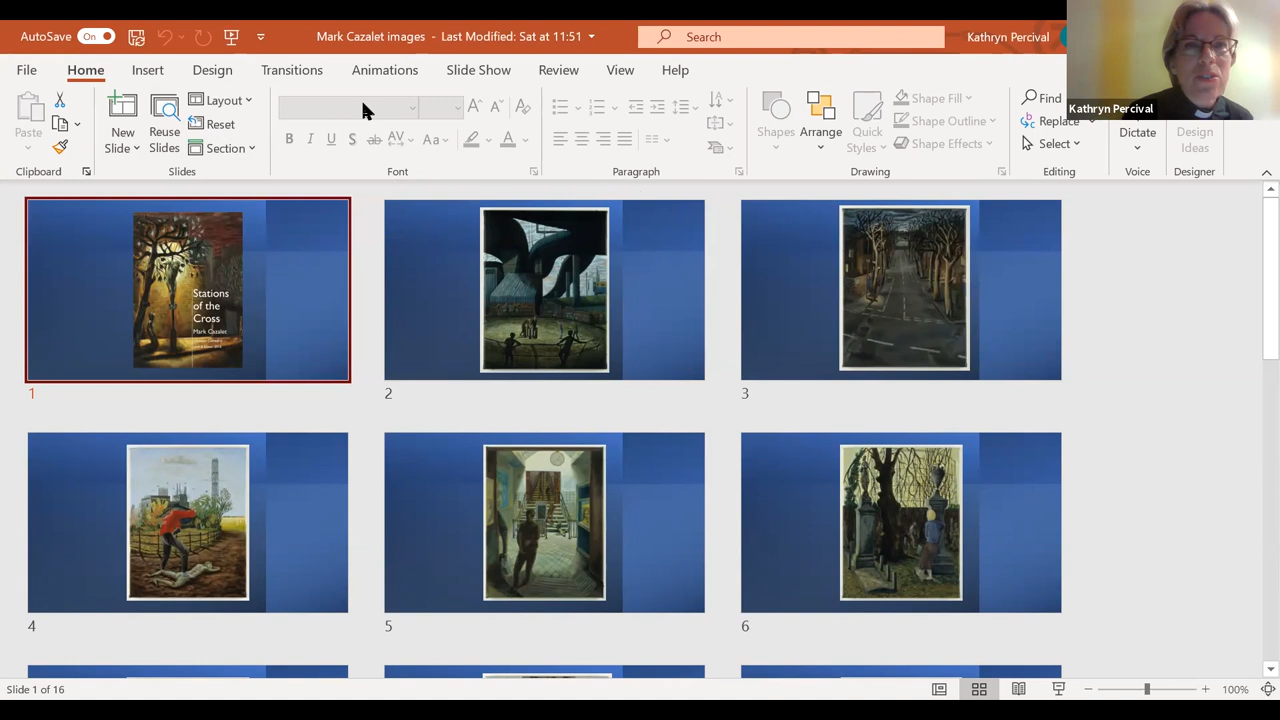 AutoSave On
Mark Cazalet images - Last Modified: Sat at 11:51
Search
Kathryn Percival
File Home Insert Design Transitions Animations Slide Show Review View Help
Kathryn Percival
Paste
Clipboard
New Slide
Reuse Slides
Layout
Reset
Section
Slides
B I U S ab AV Aa A
Font
Paragraph
Shapes
Arrange
Quick Styles
Shape Fill
Shape Outline
Shape Effects
Drawing
Find
Replace
Select
Editing
Dictate
Voice
Design Ideas
Designer
Stations
of the
Cross
Mark Cazalet
1
2
3
4
5
6
Slide 1 of 16
100%